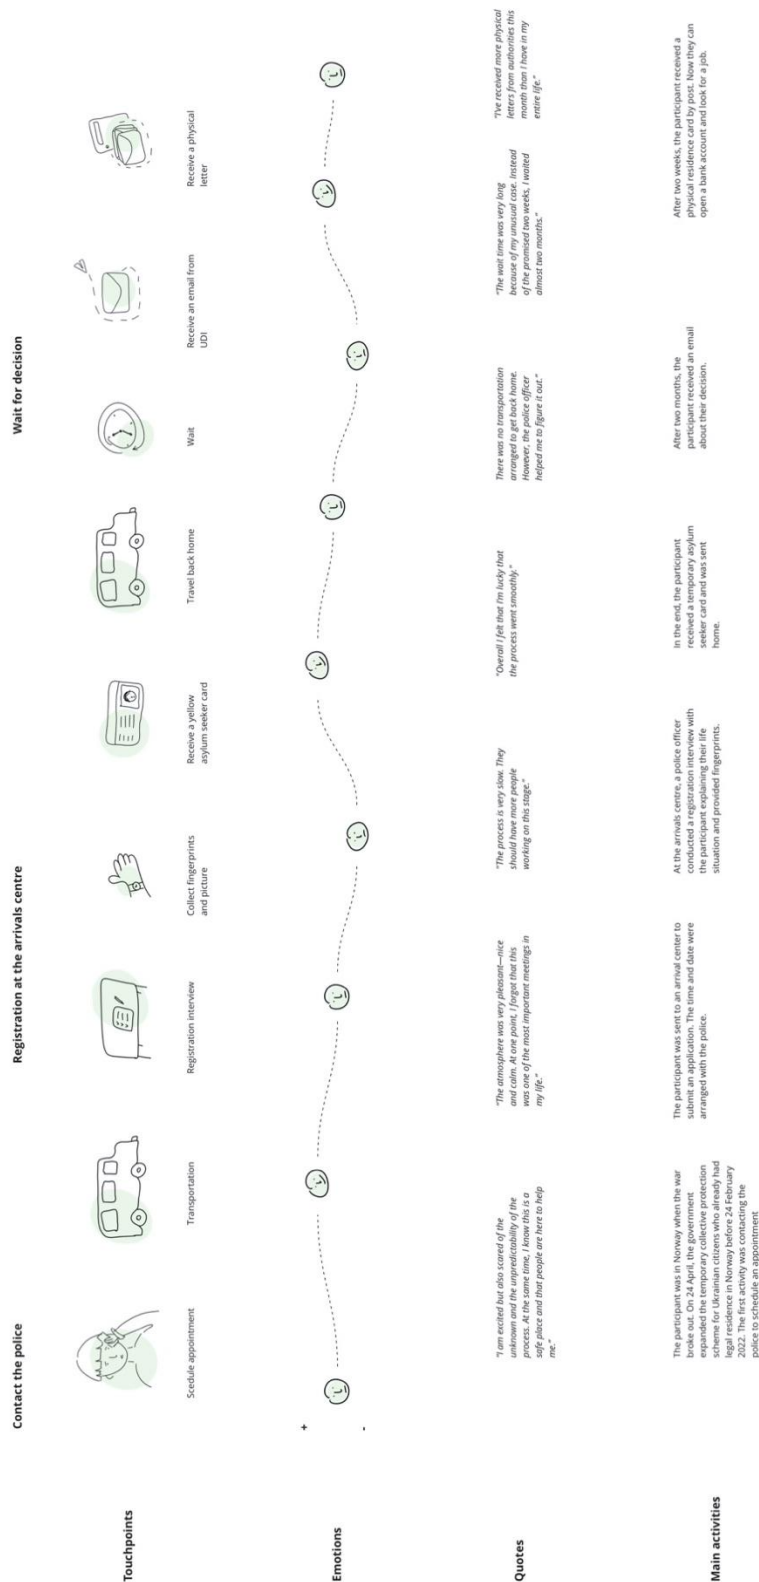 Contact the police
Registration at the arrivals centre
Wait for decision
Touchpoints
Scedule appointment
Transportation
Registration interview
Collect fingerprints
and picture
Receive a yellow
asylum seeker card
Travel back home
Wait
Receive an email from
UDI
Receive a physical
letter
Emotions
+
-
Quotes
"I am excited but also scared of the
unknown and the unpredictability of the
process. At the same time, I know this is a
safe place and that people are here to help
me."
"The atmosphere was very pleasant—nice
and calm. At one point, I forgot that this
was one of the most important meetings in
my life."
"The process is very slow. They
should have more people
working on this stage."
"Overall I felt that I'm lucky that
the process went smoothly."
There was no transportation
arranged to get back home.
However, the police officer
helped me to figure it out."
"The wait time was very long
because of my unusual case. Instead
of the promised two weeks, I waited
almost two months."
"I've received more physical
letters from authorities this
month than I have in my
entire life."
Main activities
The participant was in Norway when the war
broke out. On 24 April, the government
expanded the temporary collective protection
scheme for Ukrainian citizens who already had
legal residence in Norway before 24 February
2022. The first activity was contacting the
police to schedule an appointment
The participant was sent to an arrival center to
submit an application. The time and date were
arranged with the police.
At the arrivals centre, a police officer
conducted a registration interview with
the participant explaining their life
situation and provided fingerprints.
In the end, the participant
received a temporary asylum
seeker card and was sent
home.
After two months, the
participant received an email
about their decision.
After two weeks, the participant received a
physical residence card by post. Now they can
open a bank account and look for a job.